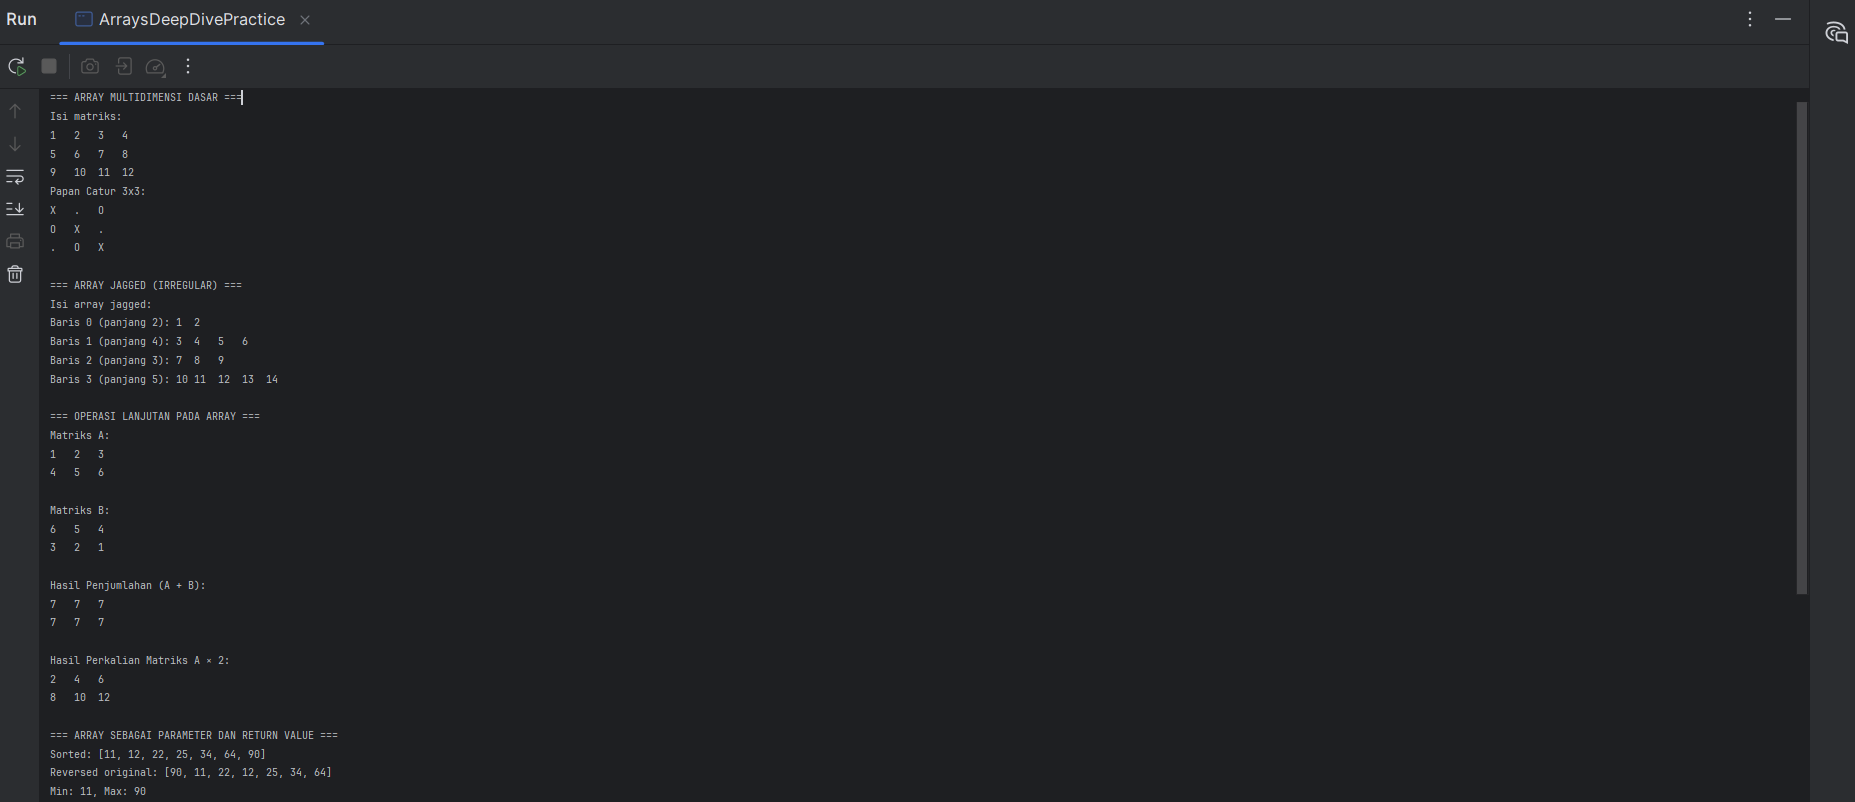 Run ArraysDeepDivePractice
=== ARRAY MULTIDIMENSI DASAR ===
Isi matriks:
1 2 3 4
5 6 7 8
9 10 11 12
Papan Catur 3x3:
X . O
O X .
. O X
=== ARRAY JAGGED (IRREGULAR) ===
Isi array jagged:
Baris 0 (panjang 2): 1 2
Baris 1 (panjang 4): 3 4 5 6
Baris 2 (panjang 3): 7 8 9
Baris 3 (panjang 5): 10 11 12 13 14
=== OPERASI LANJUTAN PADA ARRAY ===
Matriks A:
1 2 3
4 5 6
Matriks B:
6 5 4
3 2 1
Hasil Penjumlahan (A + B):
7 7 7
7 7 7
Hasil Perkalian Matriks A × 2:
2 4 6
8 10 12
=== ARRAY SEBAGAI PARAMETER DAN RETURN VALUE ===
Sorted: [11, 12, 22, 25, 34, 64, 90]
Reversed original: [90, 11, 22, 12, 25, 34, 64]
Min: 11, Max: 90